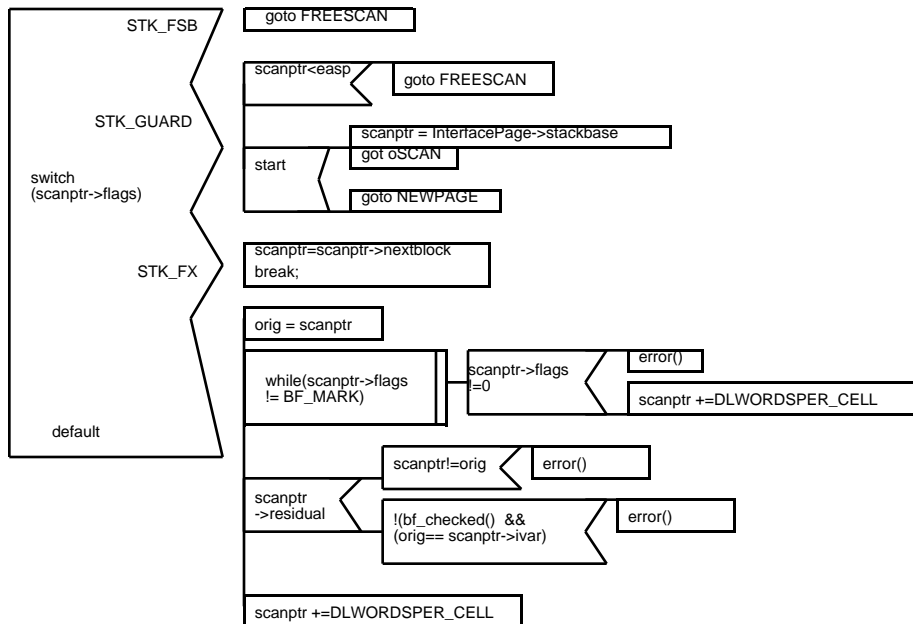 STK_FSB
goto FREESCAN
scanptr<easp
goto FREESCAN
STK_GUARD
scanptr = InterfacePage->stackbase
start
got oSCAN
goto NEWPAGE
switch
(scanptr->flags)
STK_FX
scanptr=scanptr->nextblock
break;
orig = scanptr
while(scanptr->flags
!= BF_MARK)
scanptr->flags
!=0
error()
scanptr +=DLWORDSPER_CELL
default
scanptr!=orig
error()
scanptr
->residual
!(bf_checked() &&
(orig== scanptr->ivar)
error()
scanptr +=DLWORDSPER_CELL